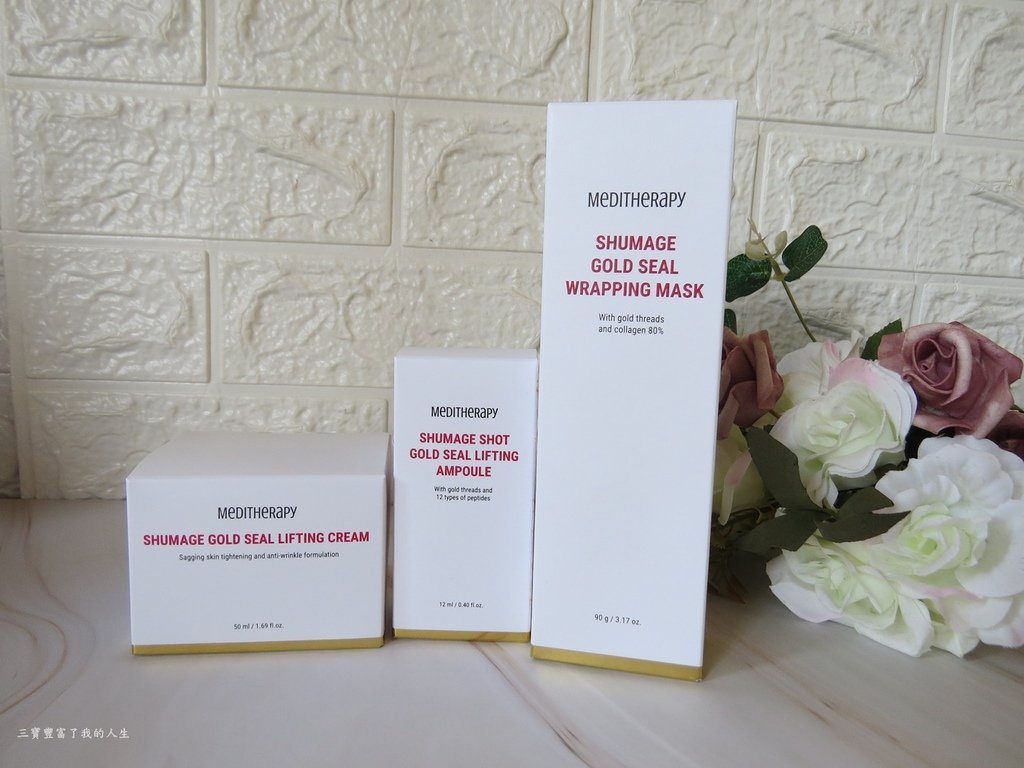 MEDITHERAPY
SHUMAGE GOLD SEAL LIFTING CREAM
Sagging skin tightening and anti-wrinkle formulation
50 ml / 1.69 fl.oz.
MEDITHERAPY
SHUMAGE SHOT
GOLD SEAL LIFTING
AMPOULE
With gold threads and
12 types of peptides
12 ml / 0.40 fl.oz.
MEDITHERAPY
SHUMAGE
GOLD SEAL
WRAPPING MASK
With gold threads
and collagen 80%
90 g / 3.17 oz.
三寶豐富了我的人生